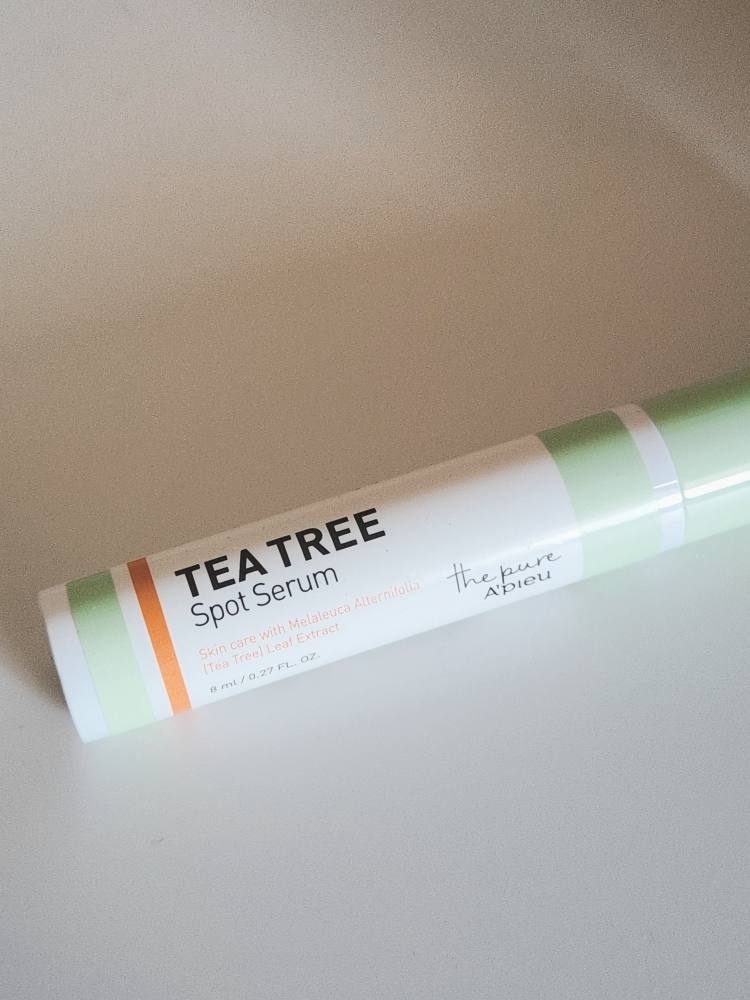 TEA TREE
Spot Serum
Skin care with Melaleuca Alternifolia
(Tea Tree) Leaf Extract
8 ml / 0.27 FL. OZ.
the pure
A'PIEU